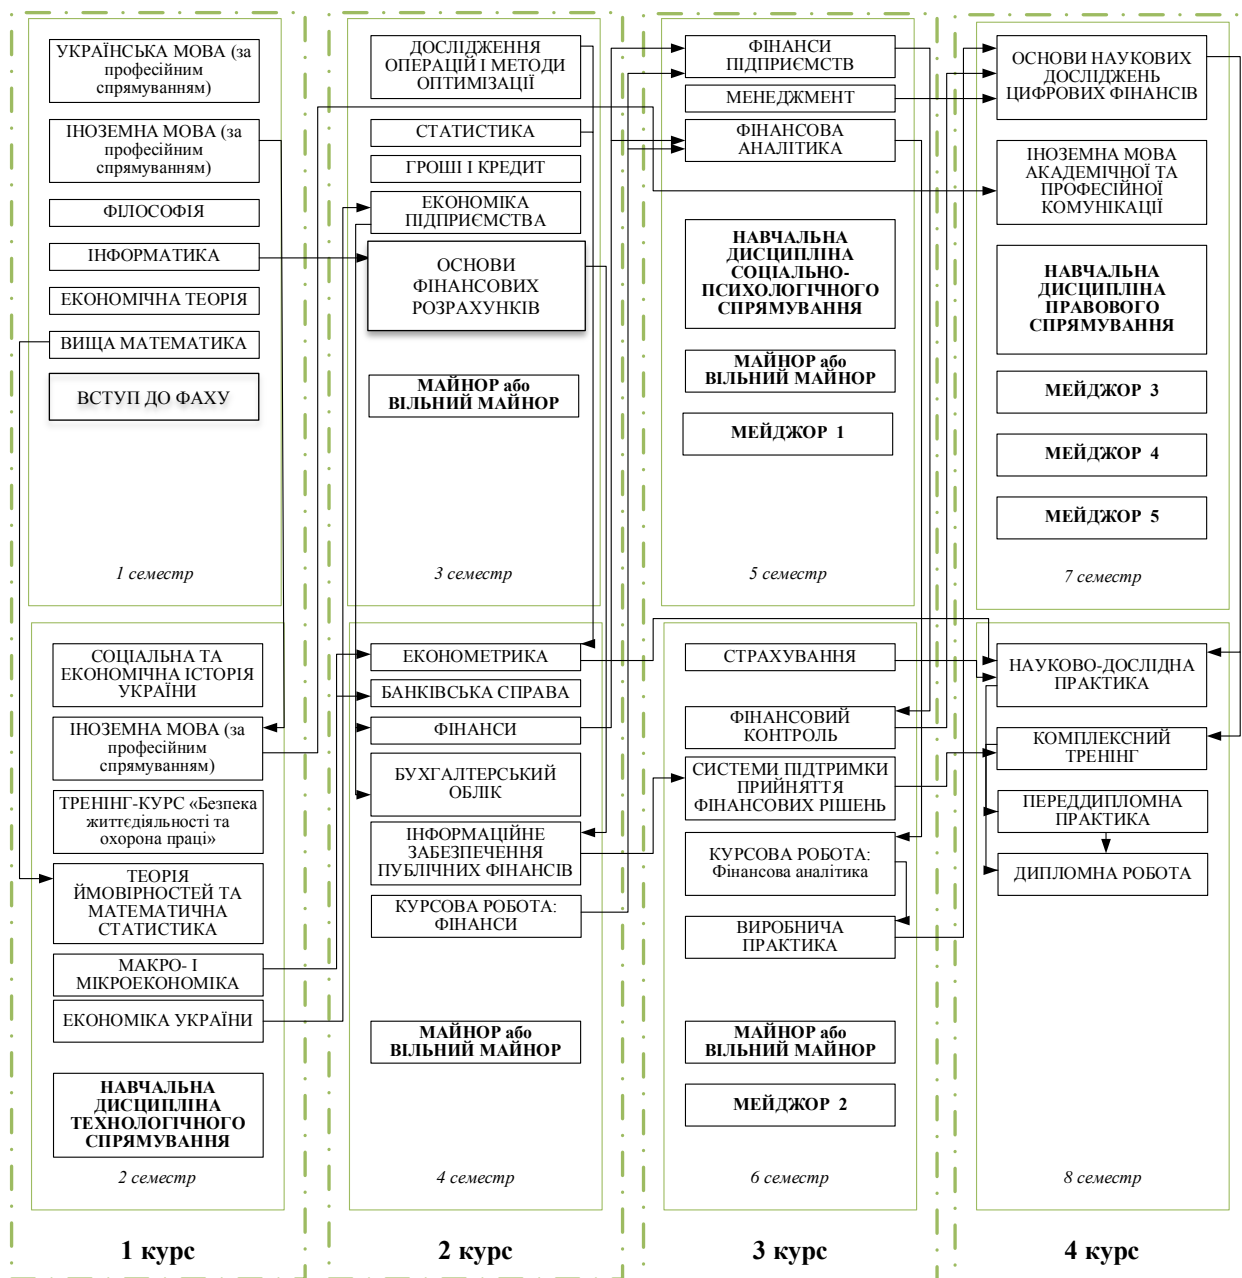 УКРАЇНСЬКА МОВА (за
професійним
спрямуванням)
ІНОЗЕМНА МОВА (за
професійним
спрямуванням)
ФІЛОСОФІЯ
ІНФОРМАТИКА
ЕКОНОМІЧНА ТЕОРІЯ
ВИЩА МАТЕМАТИКА
ВСТУП ДО ФАХУ
1 семестр
СОЦІАЛЬНА ТА
ЕКОНОМІЧНА ІСТОРІЯ
УКРАЇНИ
ІНОЗЕМНА МОВА (за
професійним
спрямуванням)
ТРЕНІНГ-КУРС «Безпека
життєдіяльності та
охорона праці»
ТЕОРІЯ
ЙМОВІРНОСТЕЙ ТА
МАТЕМАТИЧНА
СТАТИСТИКА
МАКРО- І
МІКРОЕКОНОМІКА
ЕКОНОМІКА УКРАЇНИ
НАВЧАЛЬНА
ДИСЦИПЛІНА
ТЕХНОЛОГІЧНОГО
СПРЯМУВАННЯ
2 семестр
1 курс
ДОСЛІДЖЕННЯ
ОПЕРАЦІЙ І МЕТОДИ
ОПТИМІЗАЦІЇ
СТАТИСТИКА
ГРОШІ І КРЕДИТ
ЕКОНОМІКА
ПІДПРИЄМСТВА
ОСНОВИ
ФІНАНСОВИХ
РОЗРАХУНКІВ
МАЙНОР або
ВІЛЬНИЙ МАЙНОР
3 семестр
ЕКОНОМЕТРИКА
БАНКІВСЬКА СПРАВА
ФІНАНСИ
БУХГАЛТЕРСЬКИЙ
ОБЛІК
ІНФОРМАЦІЙНЕ
ЗАБЕЗПЕЧЕННЯ
ПУБЛІЧНИХ ФІНАНСІВ
КУРСОВА РОБОТА:
ФІНАНСИ
МАЙНОР або
ВІЛЬНИЙ МАЙНОР
4 семестр
2 курс
ФІНАНСИ
ПІДПРИЄМСТВ
МЕНЕДЖМЕНТ
ФІНАНСОВА
АНАЛІТИКА
НАВЧАЛЬНА
ДИСЦИПЛІНА
СОЦІАЛЬНО-
ПСИХОЛОГІЧНОГО
СПРЯМУВАННЯ
МАЙНОР або
ВІЛЬНИЙ МАЙНОР
МЕЙДЖОР 1
5 семестр
СТРАХУВАННЯ
ФІНАНСОВИЙ
КОНТРОЛЬ
СИСТЕМИ ПІДТРИМКИ
ПРИЙНЯТТЯ
ФІНАНСОВИХ РІШЕНЬ
КУРСОВА РОБОТА:
Фінансова аналітика
ВИРОБНИЧА
ПРАКТИКА
МАЙНОР або
ВІЛЬНИЙ МАЙНОР
МЕЙДЖОР 2
6 семестр
3 курс
ОСНОВИ НАУКОВИХ
ДОСЛІДЖЕНЬ
ЦИФРОВИХ ФІНАНСІВ
ІНОЗЕМНА МОВА
АКАДЕМІЧНОЇ ТА
ПРОФЕСІЙНОЇ
КОМУНІКАЦІЇ
НАВЧАЛЬНА
ДИСЦИПЛІНА
ПРАВОВОГО
СПРЯМУВАННЯ
МЕЙДЖОР 3
МЕЙДЖОР 4
МЕЙДЖОР 5
7 семестр
НАУКОВО-ДОСЛІДНА
ПРАКТИКА
КОМПЛЕКСНИЙ
ТРЕНІНГ
ПЕРЕДДИПЛОМНА
ПРАКТИКА
ДИПЛОМНА РОБОТА
8 семестр
4 курс